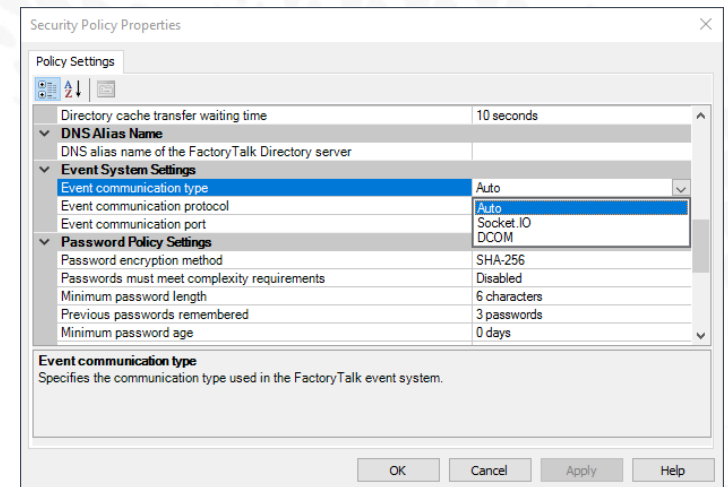 Security Policy Properties
Policy Settings
Directory cache transfer waiting time 10 seconds
DNS Alias Name
DNS alias name of the FactoryTalk Directory server
Event System Settings
Event communication type Auto
Event communication protocol Auto
Event communication port Socket.IO
DCOM
Password Policy Settings
Password encryption method SHA-256
Passwords must meet complexity requirements Disabled
Minimum password length 6 characters
Previous passwords remembered 3 passwords
Minimum password age 0 days
Event communication type
Specifies the communication type used in the FactoryTalk event system.
OK Cancel Apply Help